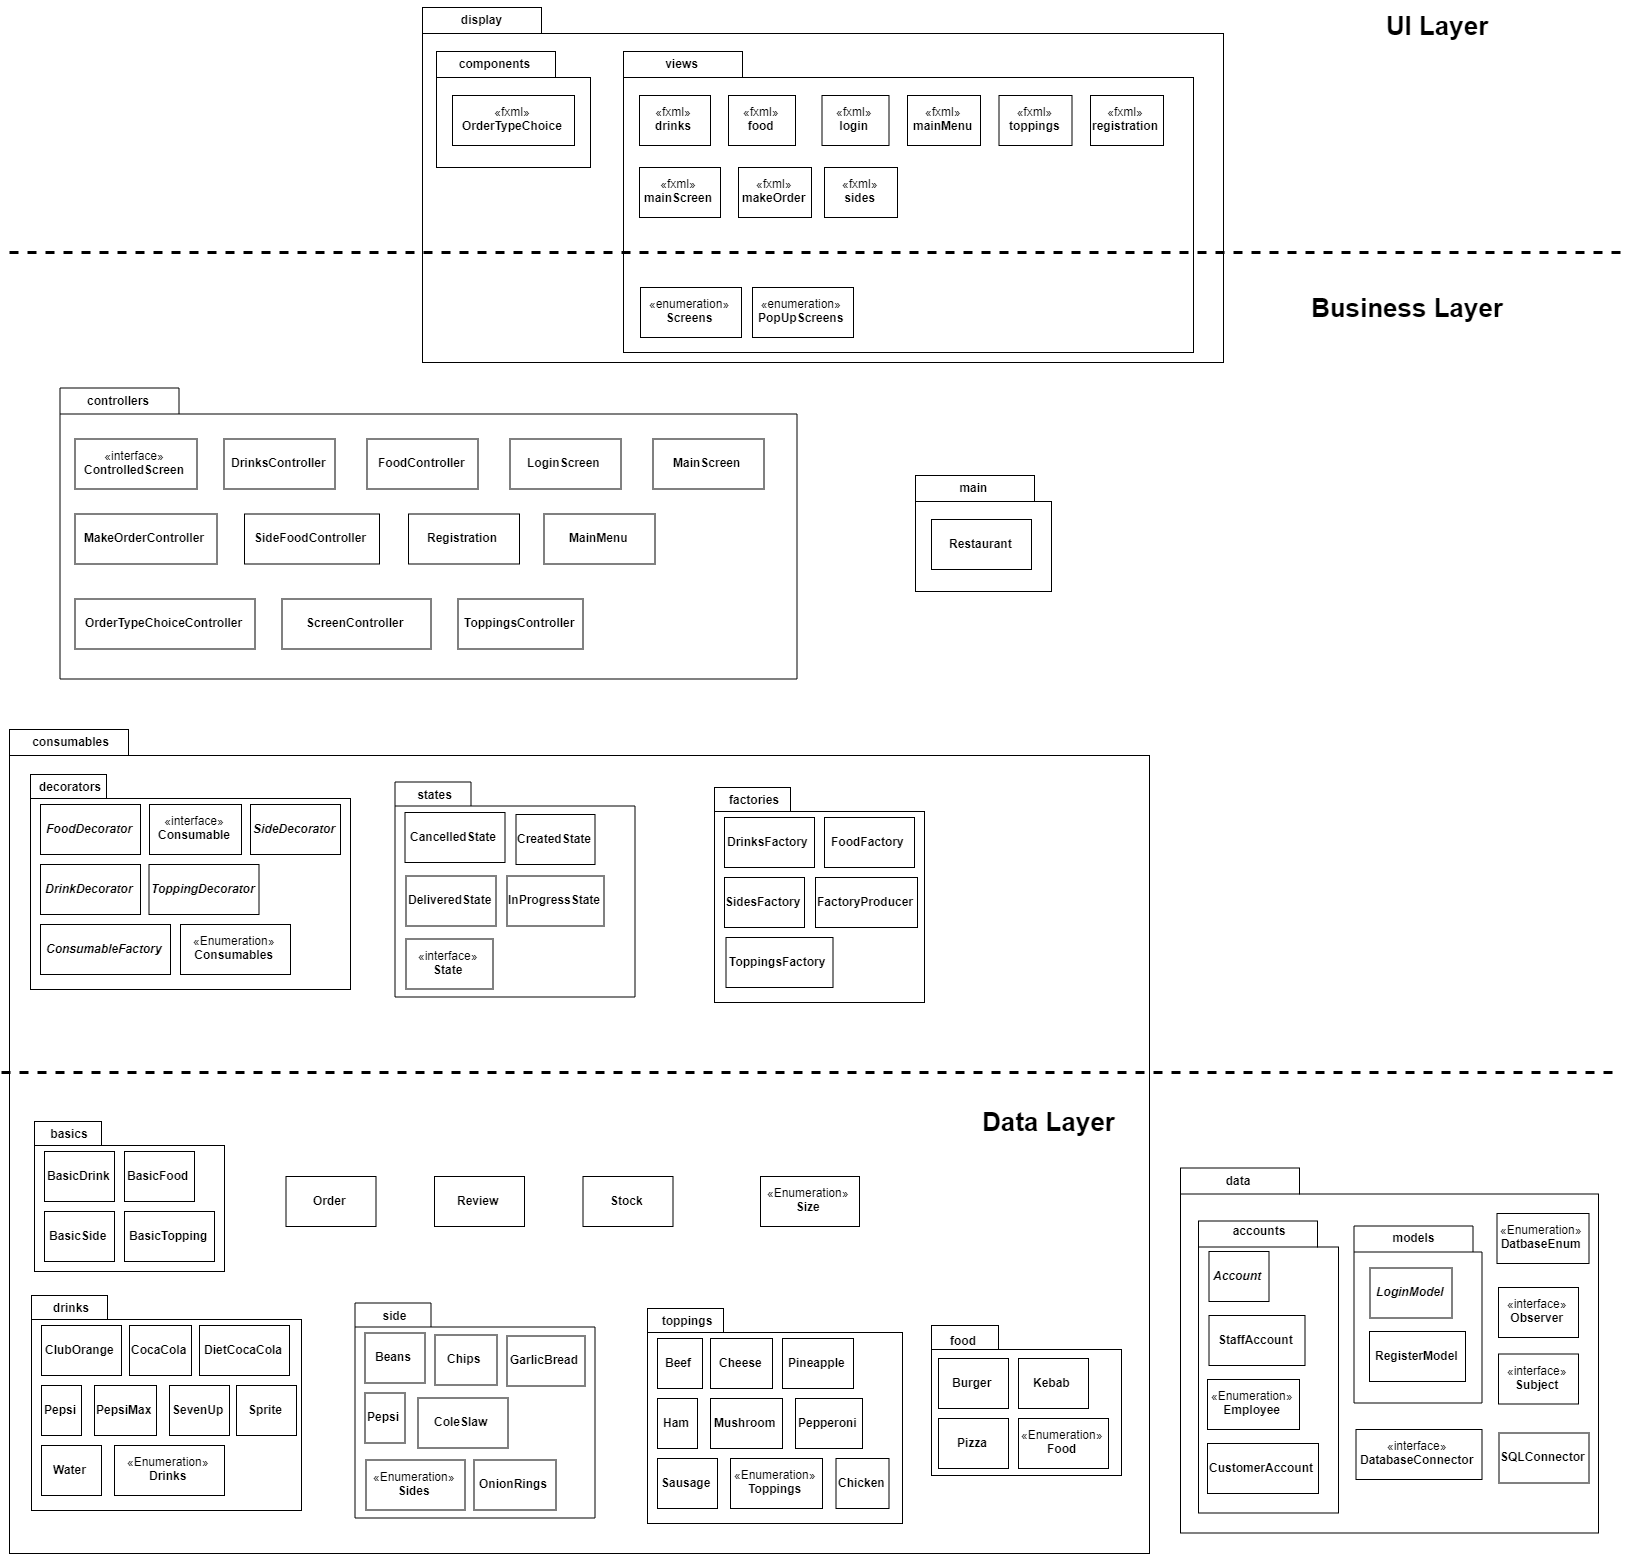 display
UI Layer
components
views
«fxml»
OrderTypeChoice
«fxml»
drinks
«fxml»
food
«fxml»
login
«fxml»
mainMenu
«fxml»
toppings
«fxml»
registration
«fxml»
mainScreen
«fxml»
makeOrder
«fxml»
sides
Business Layer
«enumeration»
Screens
«enumeration»
PopUpScreens
controllers
«interface»
ControlledScreen
DrinksController
FoodController
LoginScreen
MainScreen
MakeOrderController
SideFoodController
Registration
MainMenu
OrderTypeChoiceController
ScreenController
ToppingsController
main
Restaurant
consumables
decorators
FoodDecorator
«interface»
Consumable
SideDecorator
DrinkDecorator
ToppingDecorator
ConsumableFactory
«Enumeration»
Consumables
states
CancelledState
CreatedState
DeliveredState
InProgressState
«interface»
State
factories
DrinksFactory
FoodFactory
SidesFactory
FactoryProducer
ToppingsFactory
Data Layer
basics
BasicDrink
BasicFood
BasicSide
BasicTopping
Order
Review
Stock
«Enumeration»
Size
drinks
ClubOrange
CocaCola
DietCocaCola
Pepsi
PepsiMax
SevenUp
Sprite
Water
«Enumeration»
Drinks
side
Beans
Chips
GarlicBread
Pepsi
ColeSlaw
«Enumeration»
Sides
OnionRings
toppings
Beef
Cheese
Pineapple
Ham
Mushroom
Pepperoni
Sausage
«Enumeration»
Toppings
Chicken
food
Burger
Kebab
Pizza
«Enumeration»
Food
data
accounts
Account
StaffAccount
«Enumeration»
Employee
CustomerAccount
models
LoginModel
RegisterModel
«Enumeration»
DatbaseEnum
«interface»
Observer
«interface»
Subject
«interface»
DatabaseConnector
SQLConnector